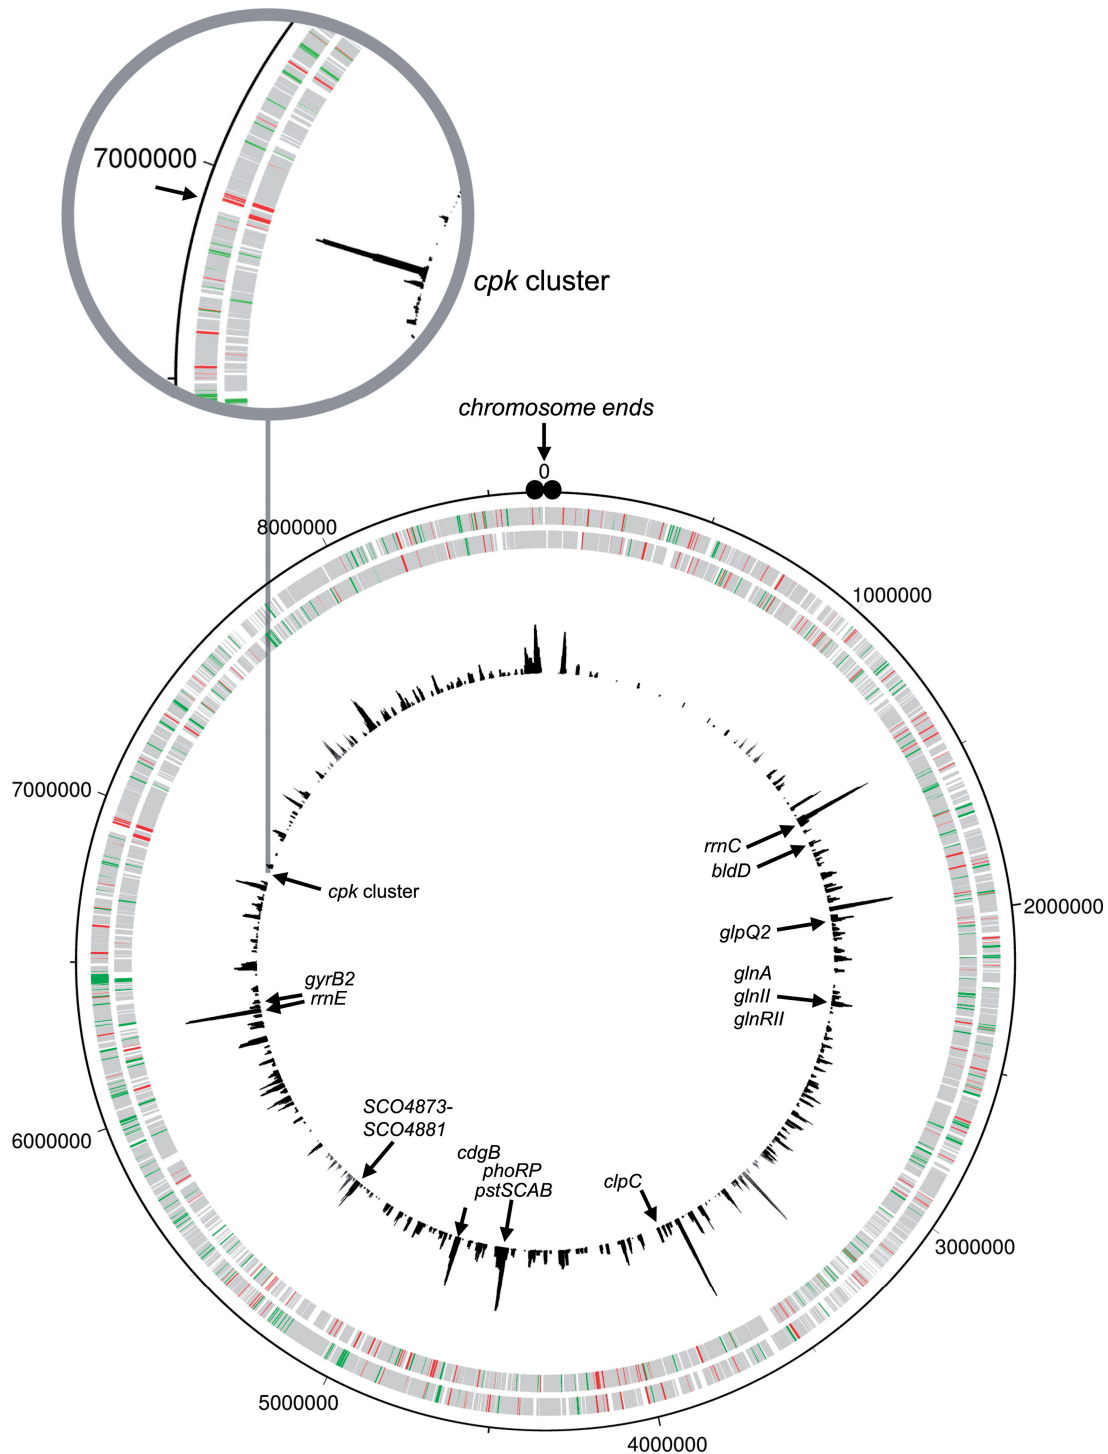 7000000
cpk cluster
chromosome ends
0
8000000
1000000
7000000
rrnC
bldD
cpk cluster
2000000
glpQ2
glnA
glnII
glnRII
gyrB2
rrnE
SCO4873-
SCO4881
6000000
cdgB
phoRP
pstSCAB
clpC
3000000
5000000
4000000